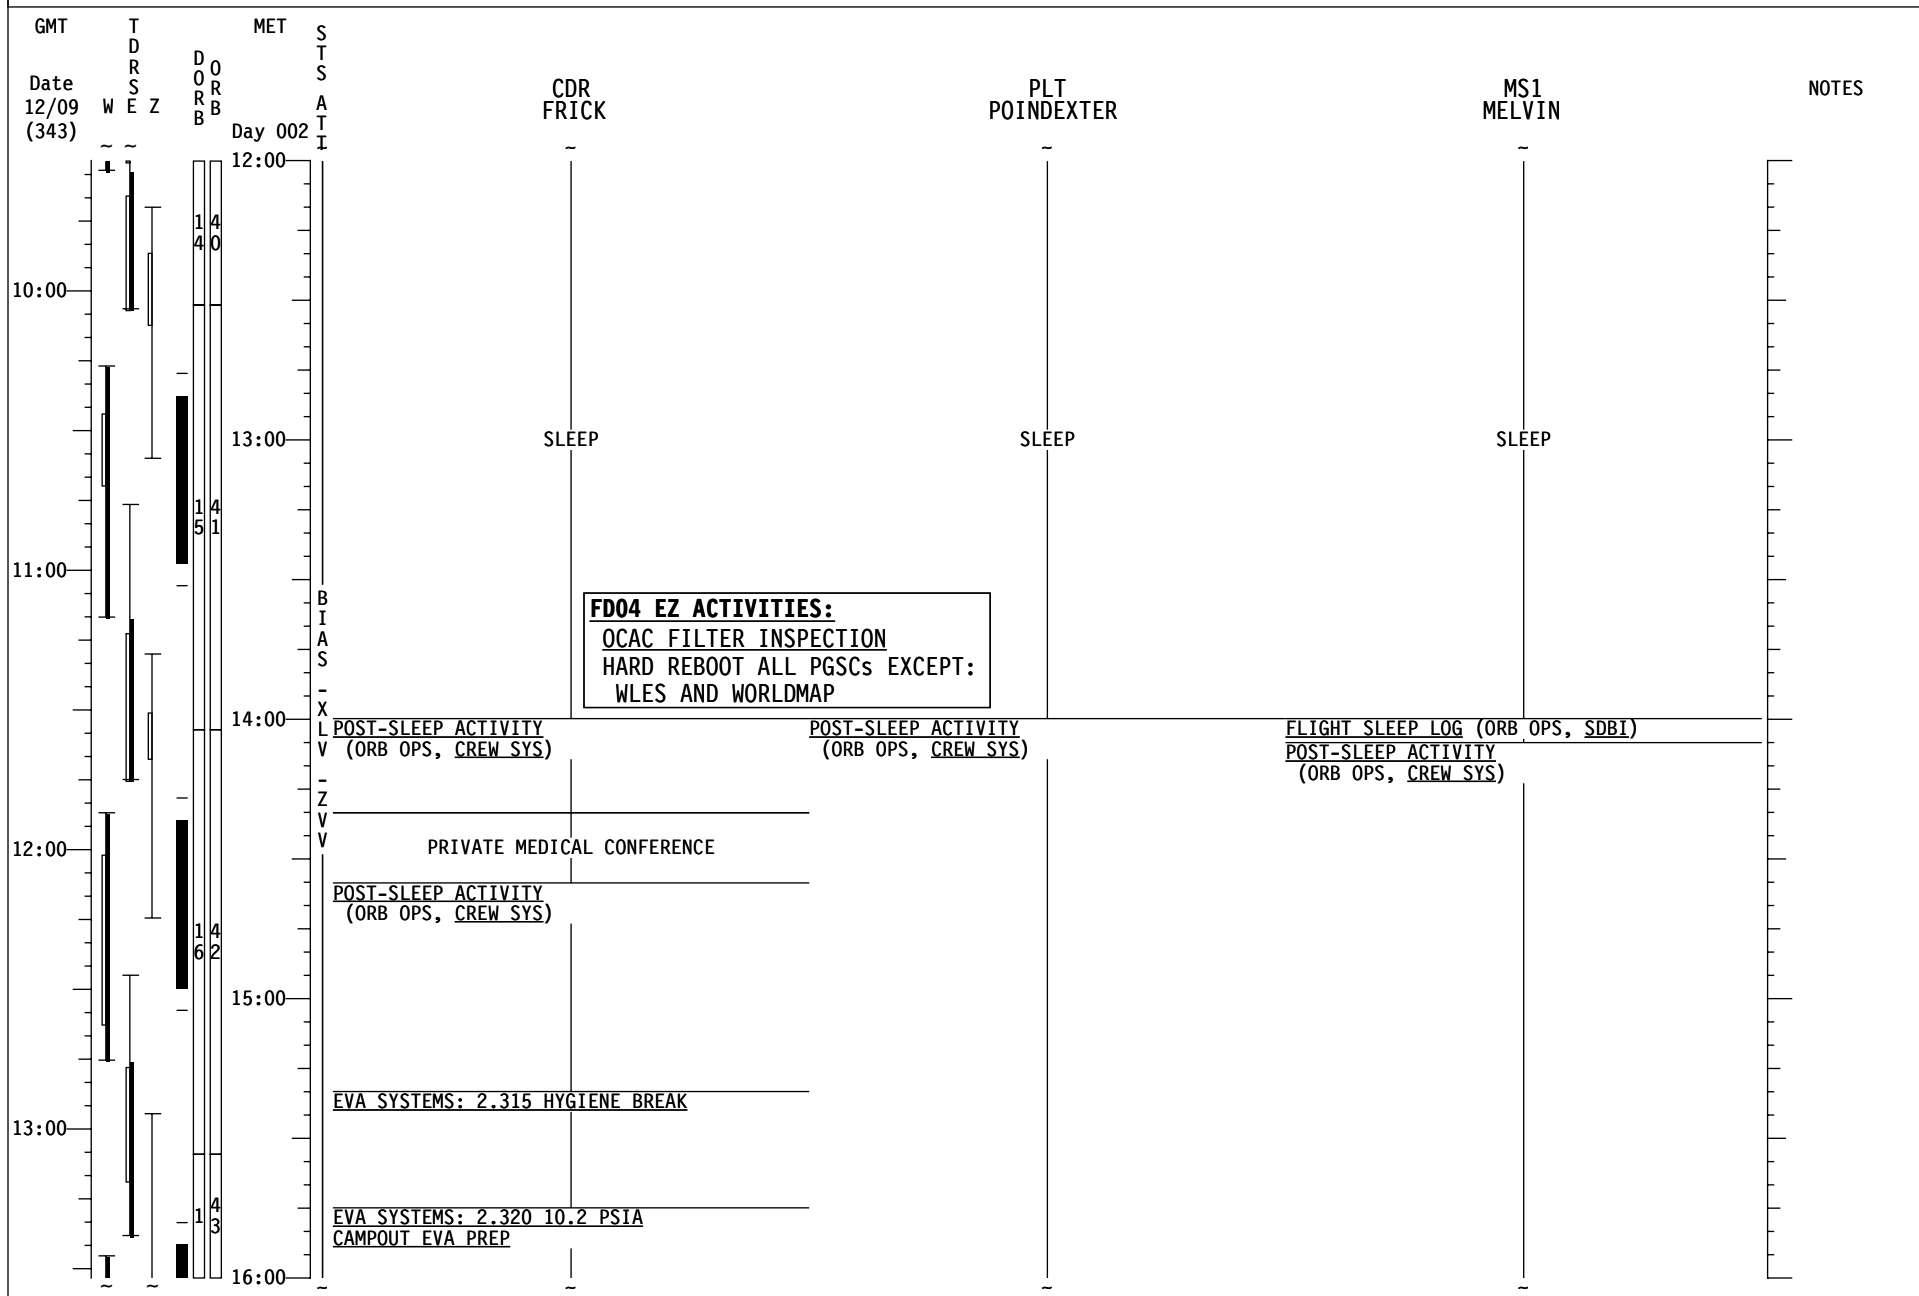 GMT
TDRS
MET
STS ATT
Date
12/09
(343)
W E Z
DORB
ORB
Day 002
CDR
FRICK
PLT
POINDEXTER
MS1
MELVIN
NOTES
~ ~ ~ ~ ~
12:00
14
40
10:00
13:00
SLEEP
SLEEP
SLEEP
15
41
11:00
BIAS -XLV -ZVV
FD04 EZ ACTIVITIES:
OCAC FILTER INSPECTION
HARD REBOOT ALL PGSCs EXCEPT:
WLES AND WORLDMAP
14:00
POST-SLEEP ACTIVITY
(ORB OPS, CREW SYS)
POST-SLEEP ACTIVITY
(ORB OPS, CREW SYS)
FLIGHT SLEEP LOG (ORB OPS, SDBI)
POST-SLEEP ACTIVITY
(ORB OPS, CREW SYS)
12:00
PRIVATE MEDICAL CONFERENCE
POST-SLEEP ACTIVITY
(ORB OPS, CREW SYS)
16
42
15:00
EVA SYSTEMS: 2.315 HYGIENE BREAK
13:00
1
43
EVA SYSTEMS: 2.320 10.2 PSIA
CAMPOUT EVA PREP
16:00
~ ~ ~ ~ ~ ~